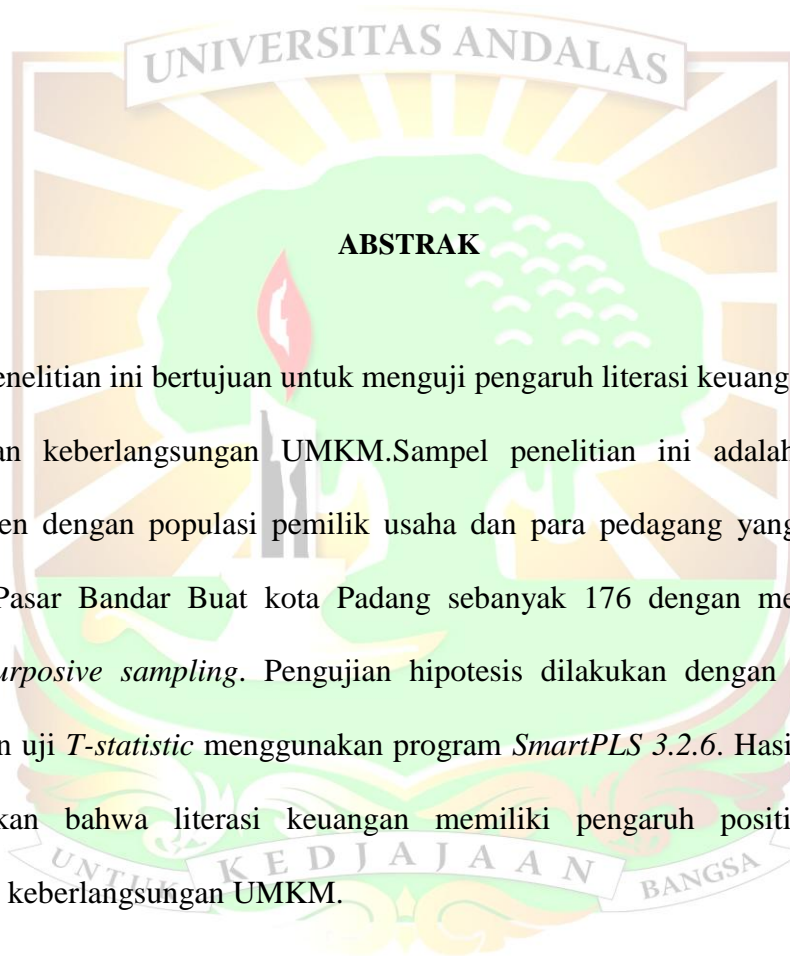 UNIVERSITAS ANDALAS
ABSTRAK
enelitian ini bertujuan untuk menguji pengaruh literasi keuang
an keberlangsungan UMKM.Sampel penelitian ini adalah
en dengan populasi pemilik usaha dan para pedagang yang
Pasar Bandar Buat kota Padang sebanyak 176 dengan me
urposive sampling. Pengujian hipotesis dilakukan dengan
n uji T-statistic menggunakan program SmartPLS 3.2.6. Hasi
kan bahwa literasi keuangan memiliki pengaruh positi
keberlangsungan UMKM.
UNTUK KEDJAJAAN BANGSA